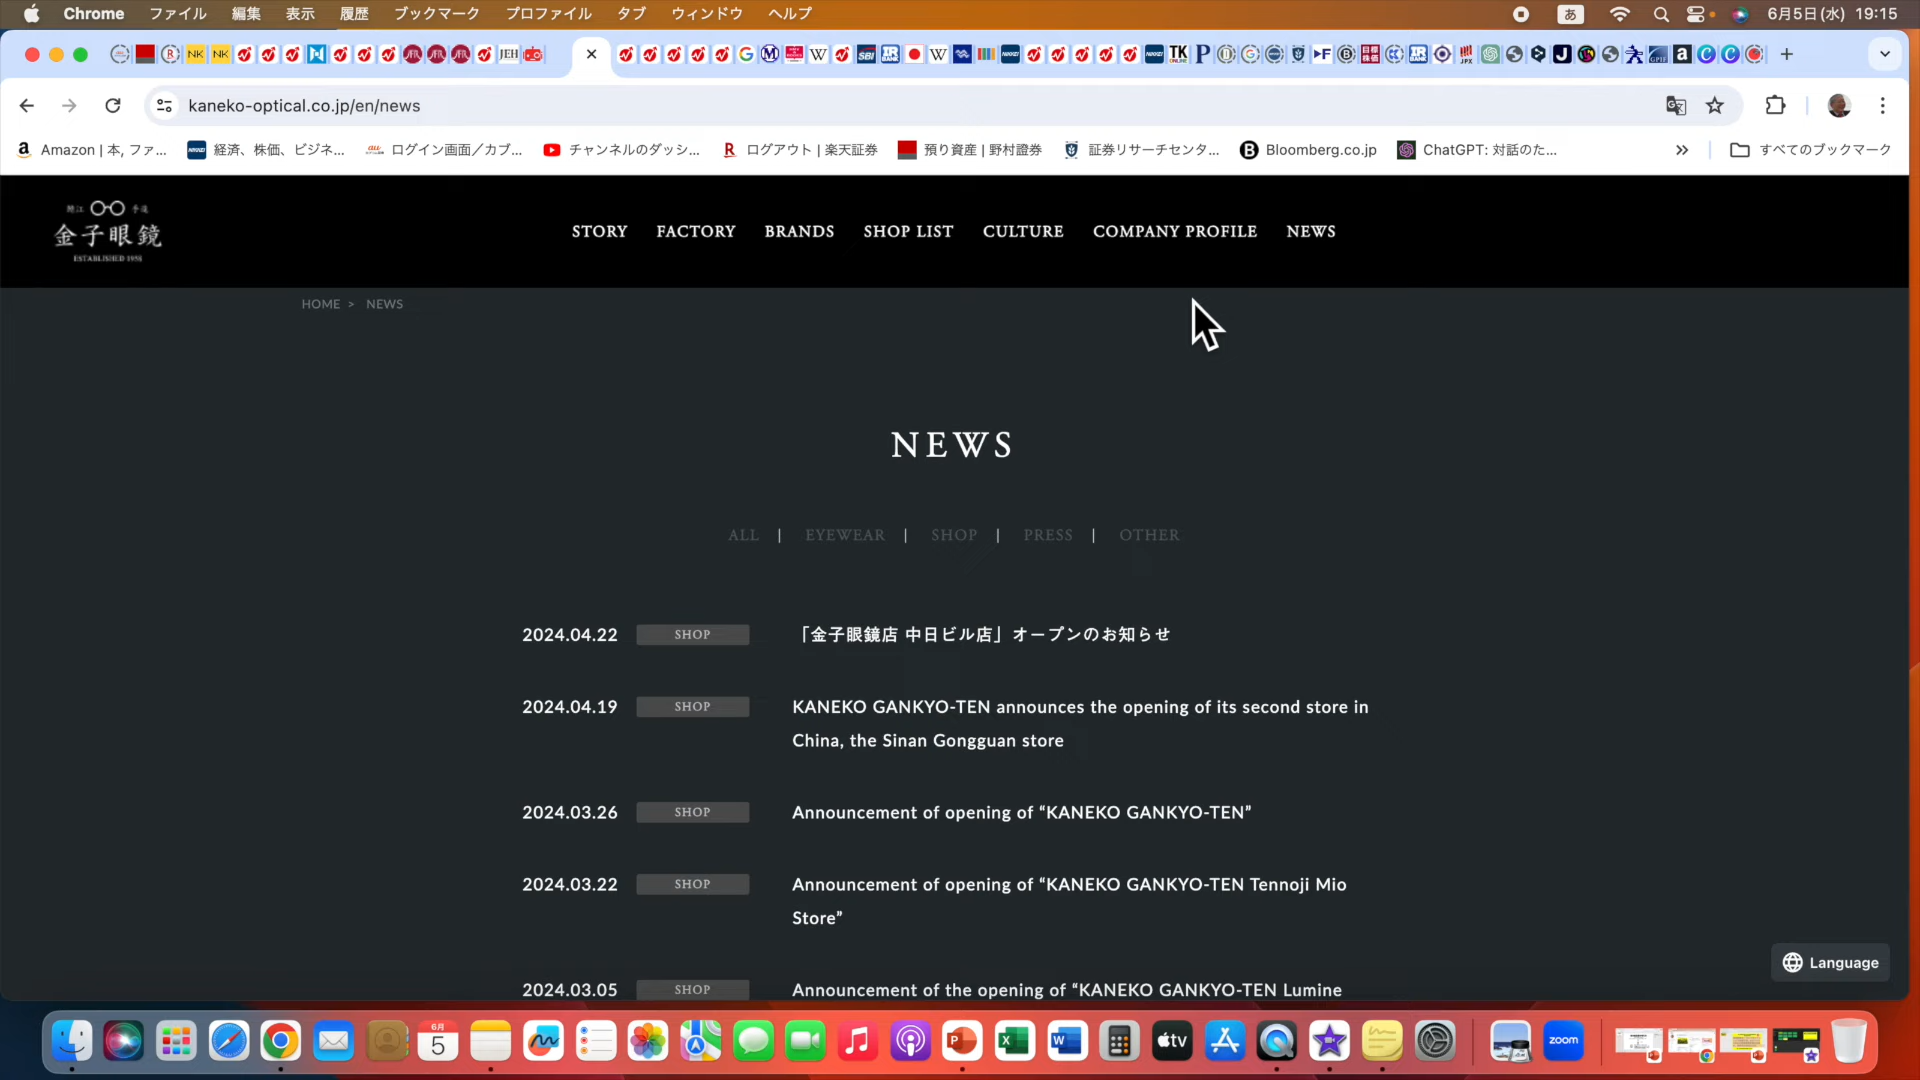 Chrome ファイル 編集 表示 履歴 ブックマーク プロファイル タブ ウィンドウ ヘルプ あ 6月5日(水) 19:15
kaneko-optical.co.jp/en/news
Amazon | 本, ファ... 経済、株価、ビジネ... ログイン画面／カブ... チャンネルのダッシ... ログアウト | 楽天証券 預り資産 | 野村證券 証券リサーチセンタ... Bloomberg.co.jp ChatGPT: 対話のた... すべてのブックマーク
金子眼鏡
ESTABLISHED 1958
STORY FACTORY BRANDS SHOP LIST CULTURE COMPANY PROFILE NEWS
HOME > NEWS
NEWS
ALL | EYEWEAR | SHOP | PRESS | OTHER
2024.04.22 SHOP 「金子眼鏡店 中日ビル店」オープンのお知らせ
2024.04.19 SHOP KANEKO GANKYO-TEN announces the opening of its second store in
China, the Sinan Gongguan store
2024.03.26 SHOP Announcement of opening of “KANEKO GANKYO-TEN”
2024.03.22 SHOP Announcement of opening of “KANEKO GANKYO-TEN Tennoji Mio
Store”
Language
2024.03.05 SHOP Announcement of the opening of “KANEKO GANKYO-TEN Lumine
6月
5
tv
zoom